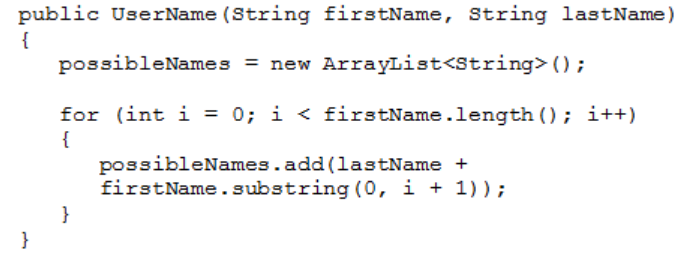 public UserName(String firstName, String lastName)
{
possibleNames = new ArrayList<String>();
for (int i = 0; i < firstName.length(); i++)
{
possibleNames.add(lastName +
firstName.substring(0, i + 1));
}
}